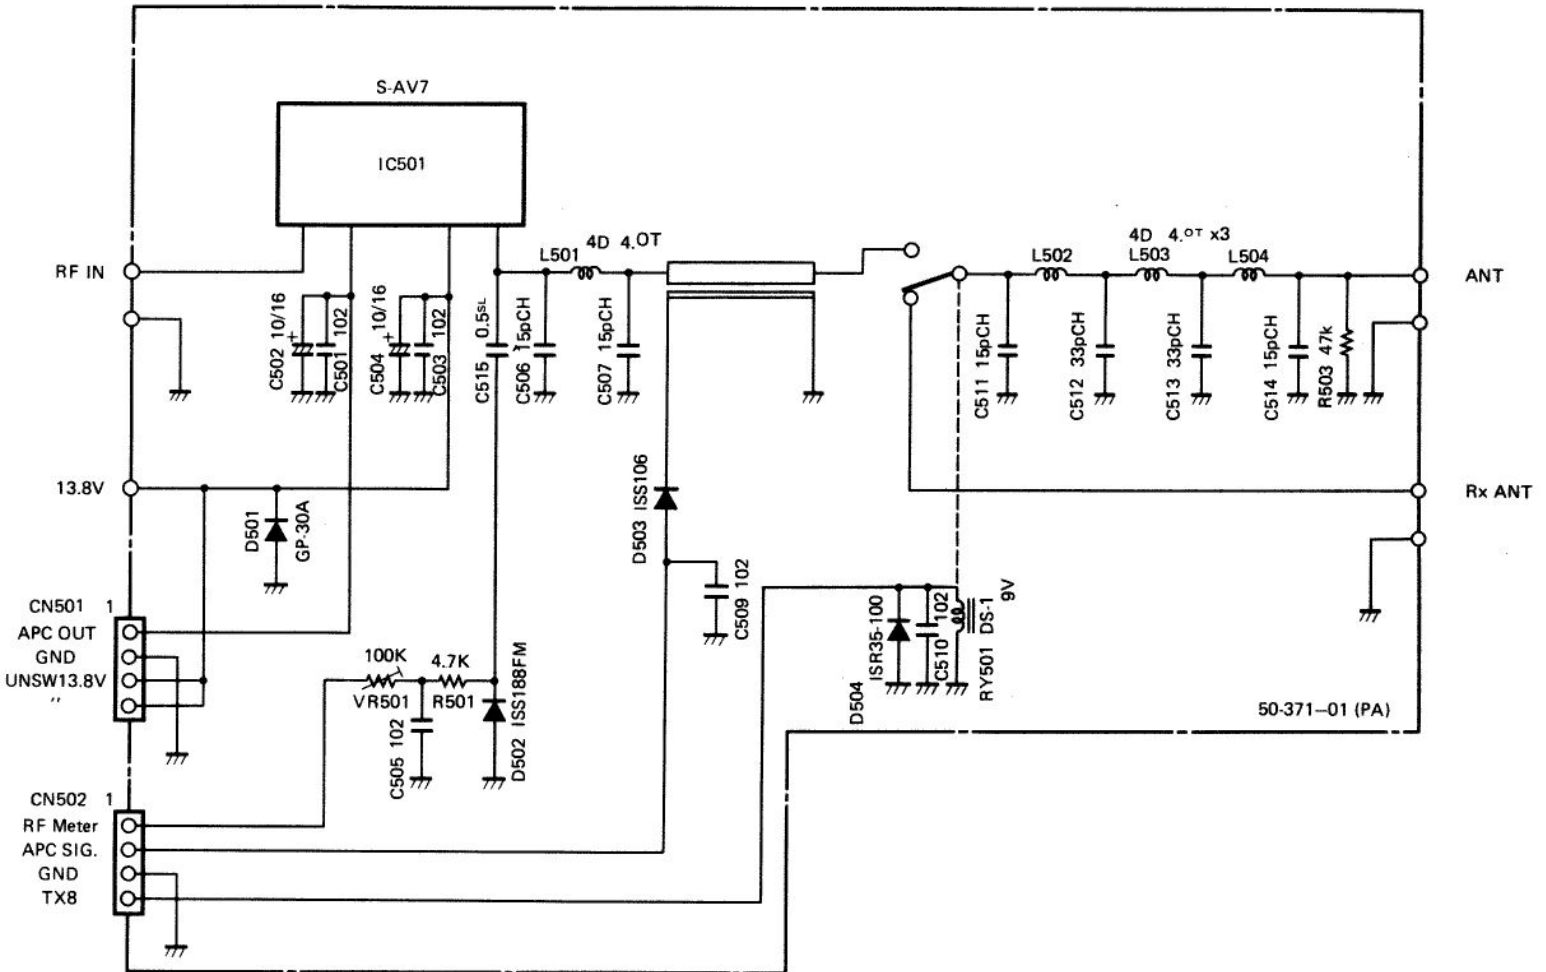 S-AV7
IC501
RF IN
C502 10/16
+
C501 102
C504 10/16
+
C503 102
C515 0.5SL
C506 15pCH
L501 4D 4.0T
C507 15pCH
4D 4.0T x3
L502
L503
L504
ANT
C511 15pCH
C512 33pCH
C513 33pCH
C514 15pCH
R503 47k
13.8V
D501
GP-30A
D503 ISS106
Rx ANT
C509 102
D504
ISR35-100
C510 102
RY501 DS-1
9V
CN501 1
APC OUT
GND
UNSW13.8V
"
100K
VR501
4.7K
R501
C505 102
D502 ISS188FM
50-371-01 (PA)
CN502 1
RF Meter
APC SIG.
GND
TX8